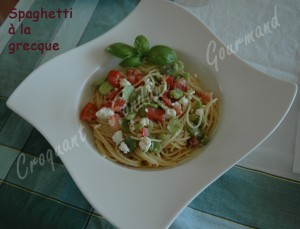 Spaghetti
à la
grecque
Croquant
Gourmand